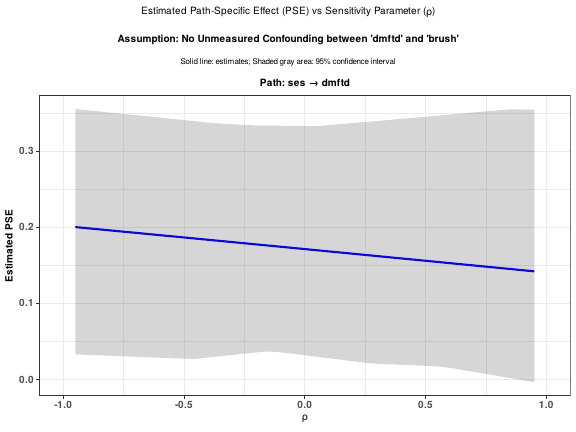 Estimated Path-Specific Effect (PSE) vs Sensitivity Parameter (ρ)
Assumption: No Unmeasured Confounding between 'dmftd' and 'brush'
Solid line: estimates; Shaded gray area: 95% confidence interval
Path: ses → dmftd
Estimated PSE
0.3
0.2
0.1
0.0
-1.0 -0.5 0.0 0.5 1.0
ρ